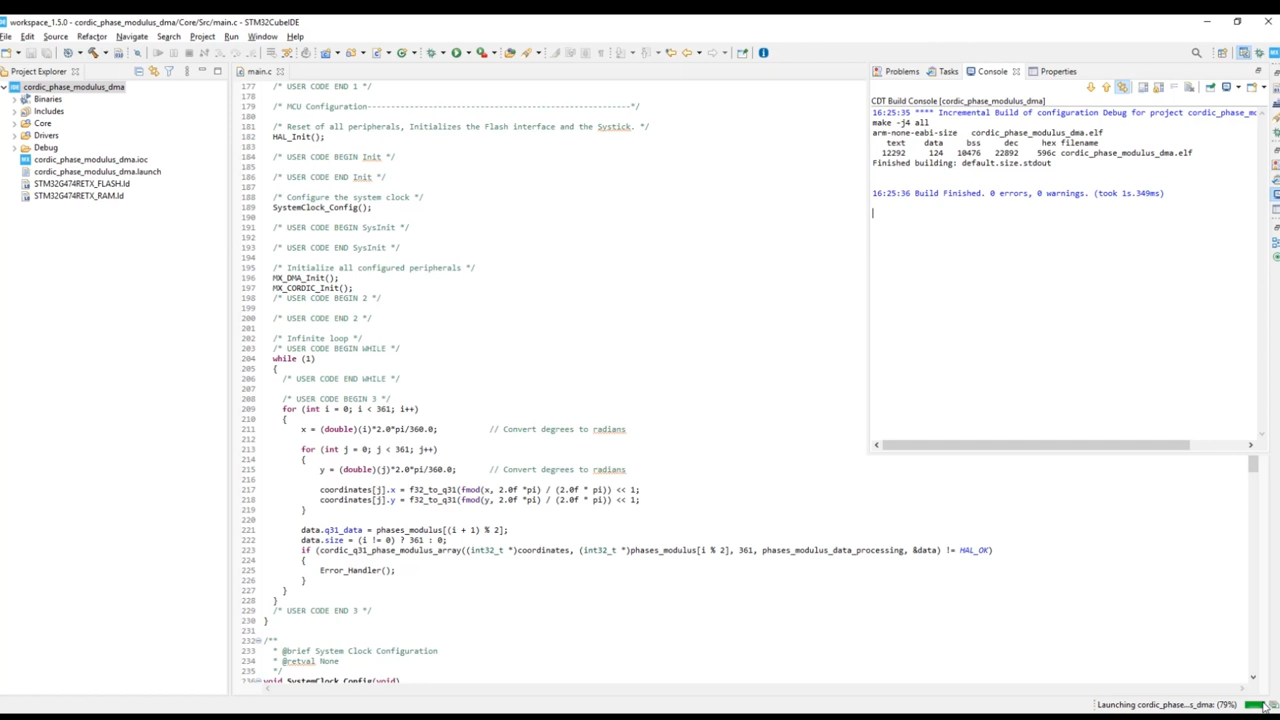 workspace_1.5.0 - cordic_phase_modulus_dma/Core/Src/main.c - STM32CubeIDE
File Edit Source Refactor Navigate Search Project Run Window Help
Project Explorer
cordic_phase_modulus_dma
Binaries
Includes
Core
Drivers
Debug
cordic_phase_modulus_dma.ioc
cordic_phase_modulus_dma.launch
STM32G474RETX_FLASH.ld
STM32G474RETX_RAM.ld
main.c
177 /* USER CODE END 1 */
178
179 /* MCU Configuration--------------------------------------------------------*/
180
181 /* Reset of all peripherals, Initializes the Flash interface and the Systick. */
182 HAL_Init();
183
184 /* USER CODE BEGIN Init */
185
186 /* USER CODE END Init */
187
188 /* Configure the system clock */
189 SystemClock_Config();
190
191 /* USER CODE BEGIN SysInit */
192
193 /* USER CODE END SysInit */
194
195 /* Initialize all configured peripherals */
196 MX_DMA_Init();
197 MX_CORDIC_Init();
198 /* USER CODE BEGIN 2 */
199
200 /* USER CODE END 2 */
201
202 /* Infinite loop */
203 /* USER CODE BEGIN WHILE */
204 while (1)
205 {
206 /* USER CODE END WHILE */
207
208 /* USER CODE BEGIN 3 */
209 for (int i = 0; i < 361; i++)
210 {
211 x = (double)(i)*2.0*pi/360.0; // Convert degrees to radians
212
213 for (int j = 0; j < 361; j++)
214 {
215 y = (double)(j)*2.0*pi/360.0; // Convert degrees to radians
216
217 coordinates[j].x = f32_to_q31(fmod(x, 2.0f *pi) / (2.0f * pi)) << 1;
218 coordinates[j].y = f32_to_q31(fmod(y, 2.0f *pi) / (2.0f * pi)) << 1;
219 }
220
221 data.q31_data = phases_modulus[(i + 1) % 2];
222 data.size = (i != 0) ? 361 : 0;
223 if (cordic_q31_phase_modulus_array((int32_t *)coordinates, (int32_t *)phases_modulus[i % 2], 361, phases_modulus_data_processing, &data) != HAL_OK)
224 {
225 Error_Handler();
226 }
227 }
228 }
229 /* USER CODE END 3 */
230 }
231
232 /**
233 * @brief System Clock Configuration
234 * @retval None
235 */
236 void SystemClock_Config(void)
Problems Tasks Console Properties
CDT Build Console [cordic_phase_modulus_dma]
16:25:35 **** Incremental Build of configuration Debug for project cordic_phase_mo
make -j4 all
arm-none-eabi-size cordic_phase_modulus_dma.elf
text data bss dec hex filename
12292 124 10476 22892 596c cordic_phase_modulus_dma.elf
Finished building: default.size.stdout
16:25:36 Build Finished. 0 errors, 0 warnings. (took 1s.349ms)
Launching cordic_phase...s_dma: (79%)